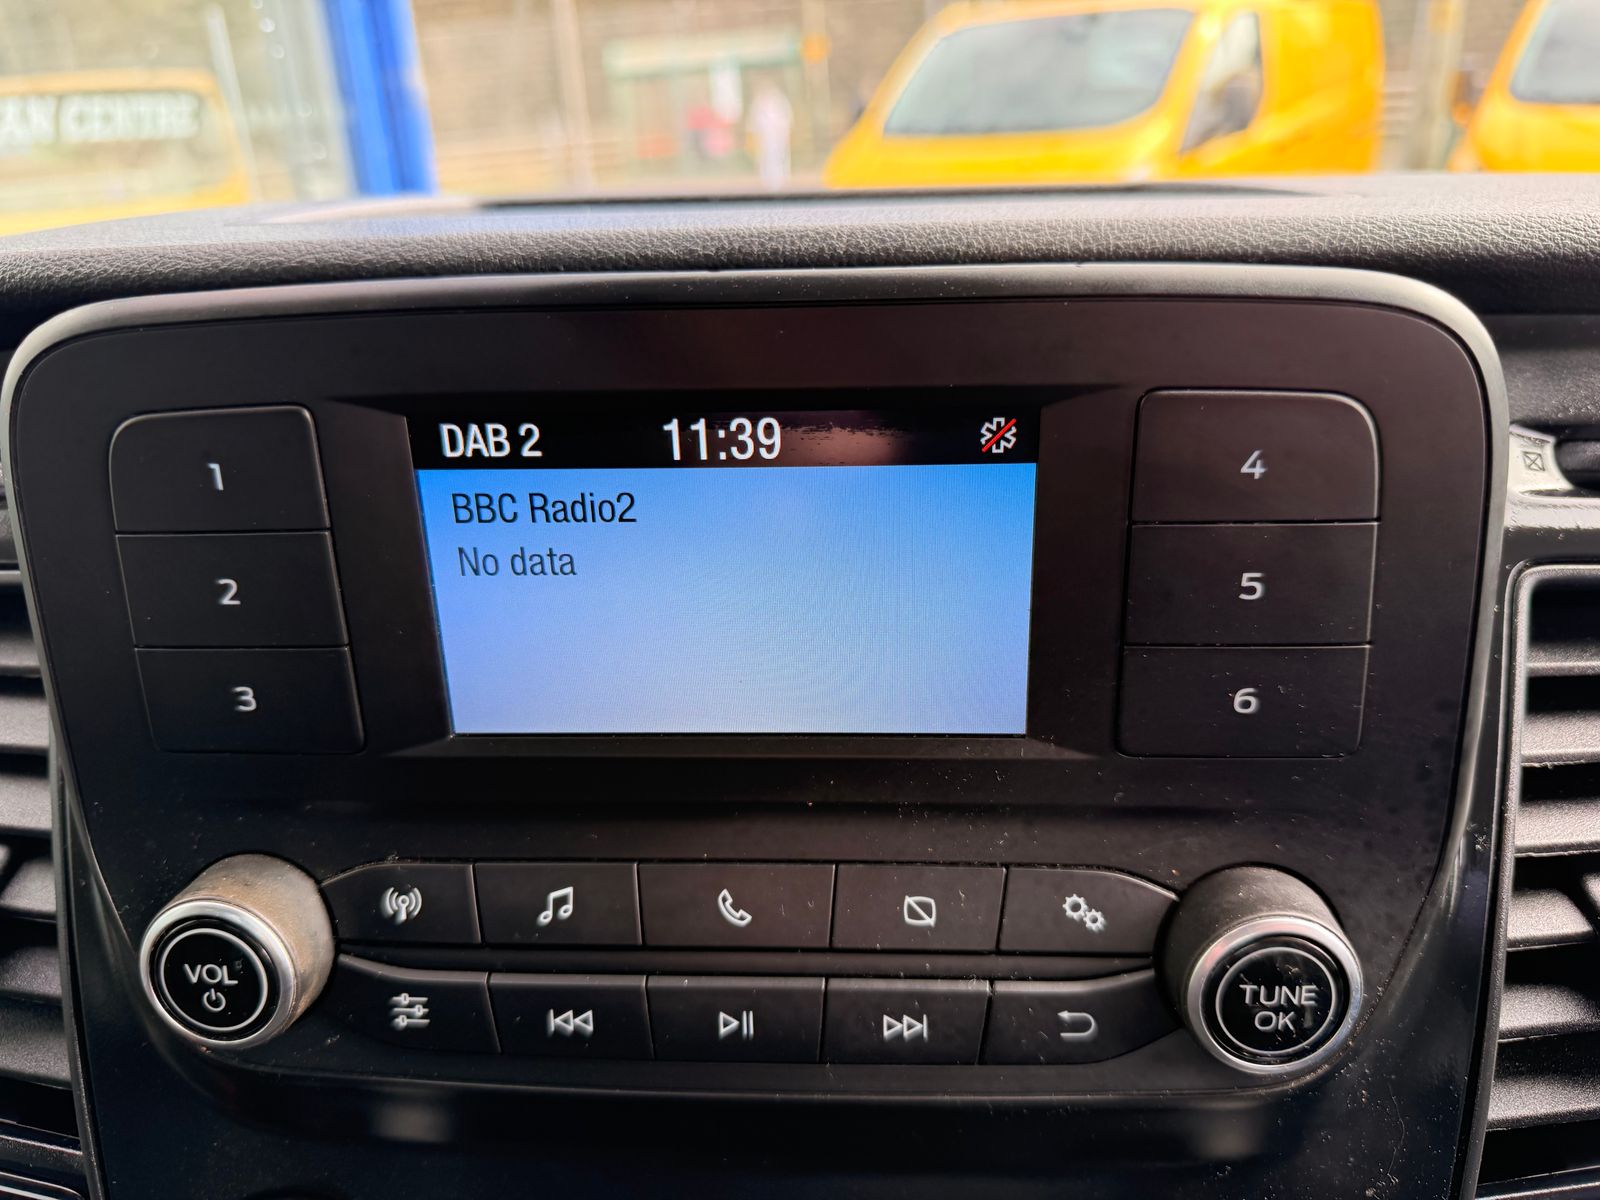 AN CENTRE
DAB 2
11:39
BBC Radio2
No data
1
2
3
4
5
6
VOL
TUNE
OK